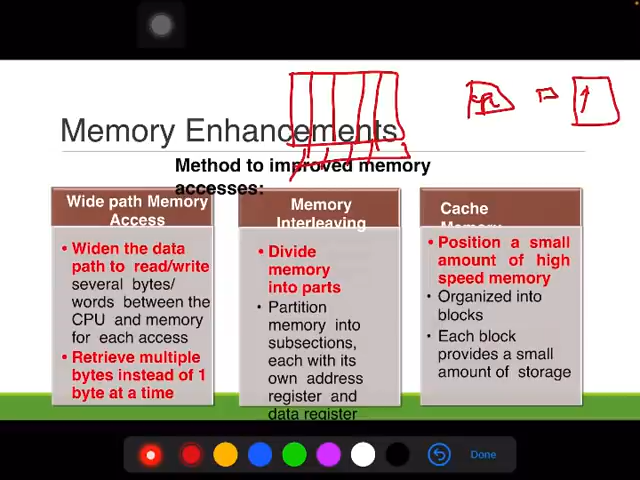 Memory Enhancements
Method to improved memory
accesses:
Wide path Memory
Access
• Widen the data
path to read/write
several bytes/
words between the
CPU and memory
for each access
• Retrieve multiple
bytes instead of 1
byte at a time
Memory
Interleaving
• Divide
memory
into parts
• Partition
memory into
subsections,
each with its
own address
register and
data register
Cache
Memory
• Position a small
amount of high
speed memory
• Organized into
blocks
• Each block
provides a small
amount of storage
Done